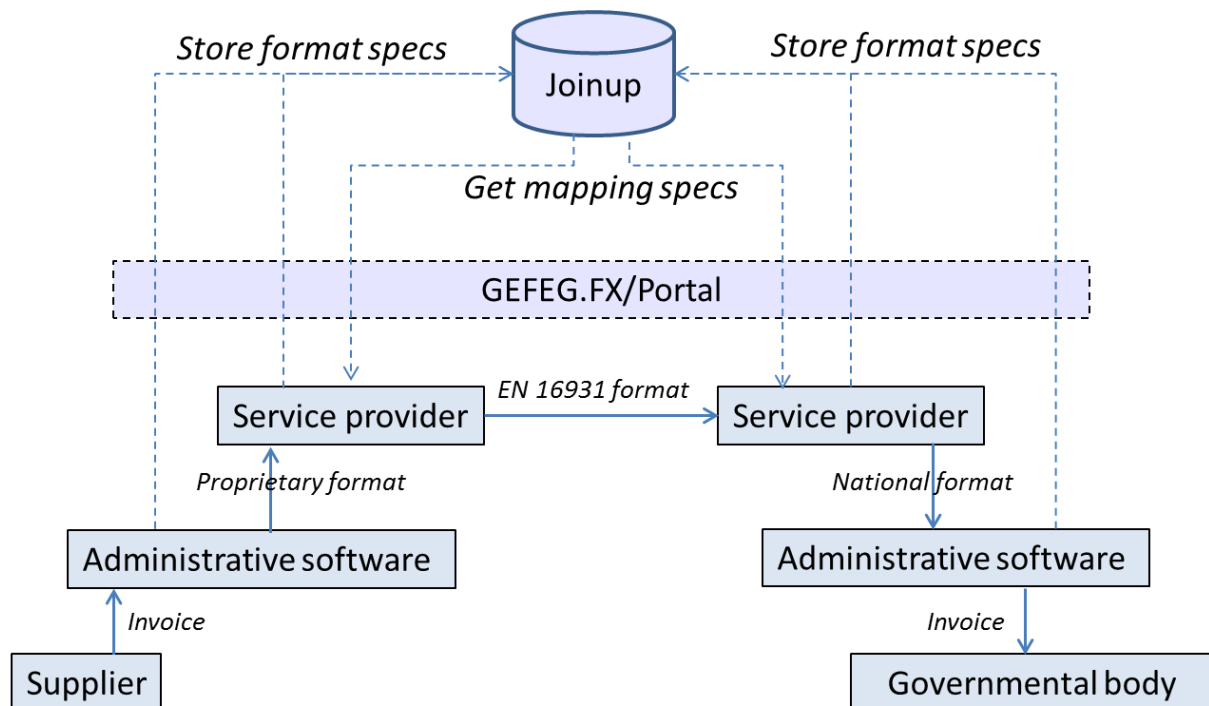 Store format specs
Store format specs
Joinup
Get mapping specs
GEFEG.FX/Portal
EN 16931 format
Service provider
Service provider
Proprietary format
National format
Administrative software
Administrative software
Invoice
Invoice
Supplier
Governmental body